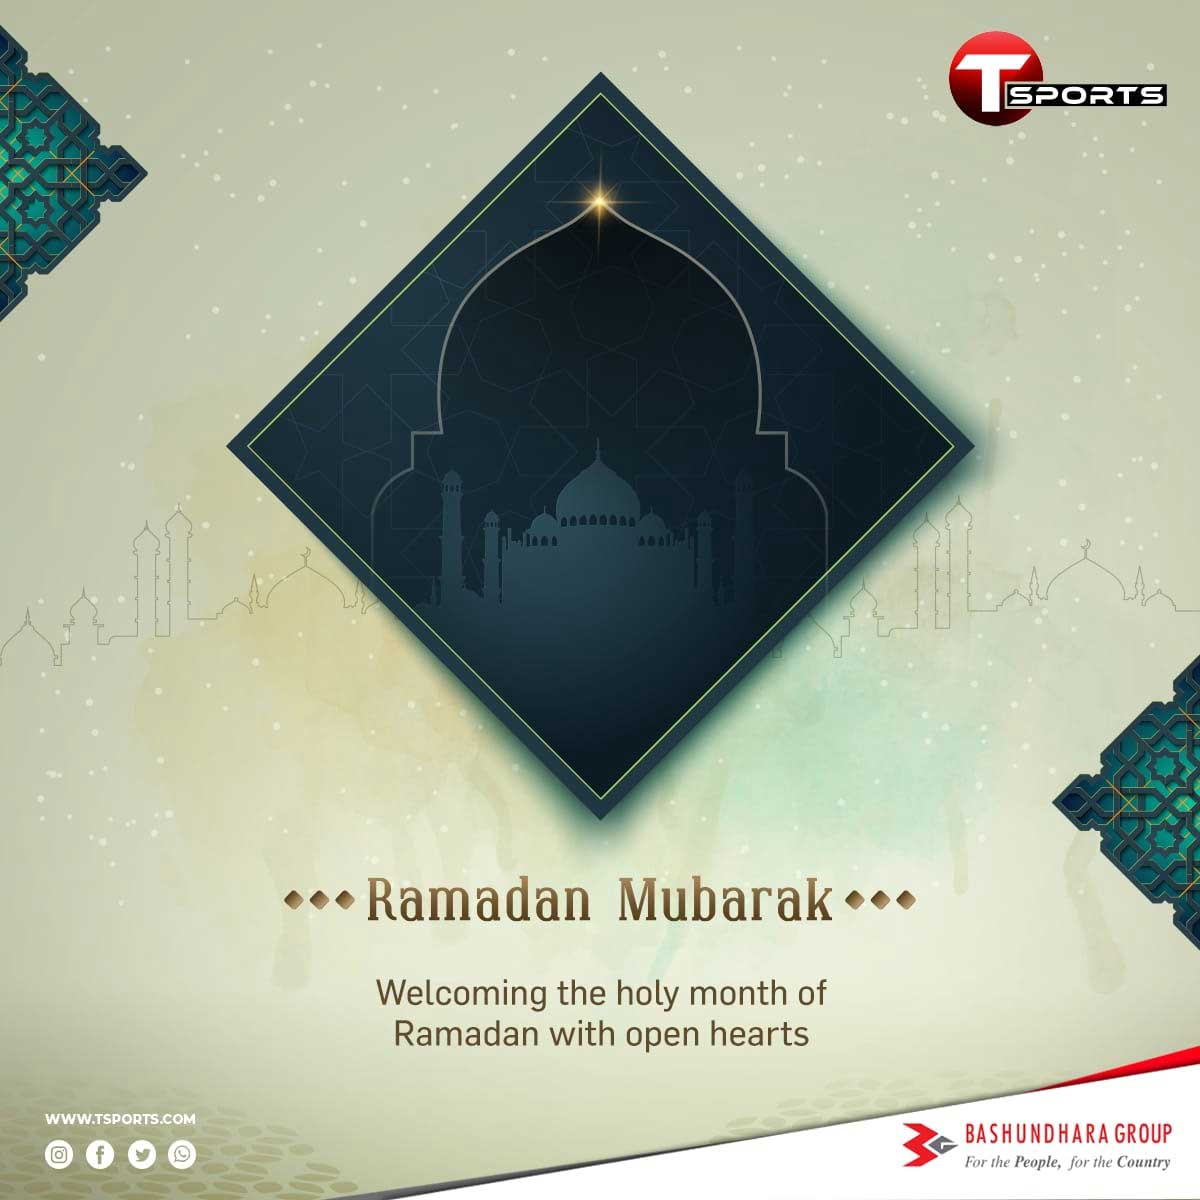 T SPORTS
Ramadan Mubarak
Welcoming the holy month of
Ramadan with open hearts
WWW.TSPORTS.COM
BASHUNDHARA GROUP
For the People, for the Country